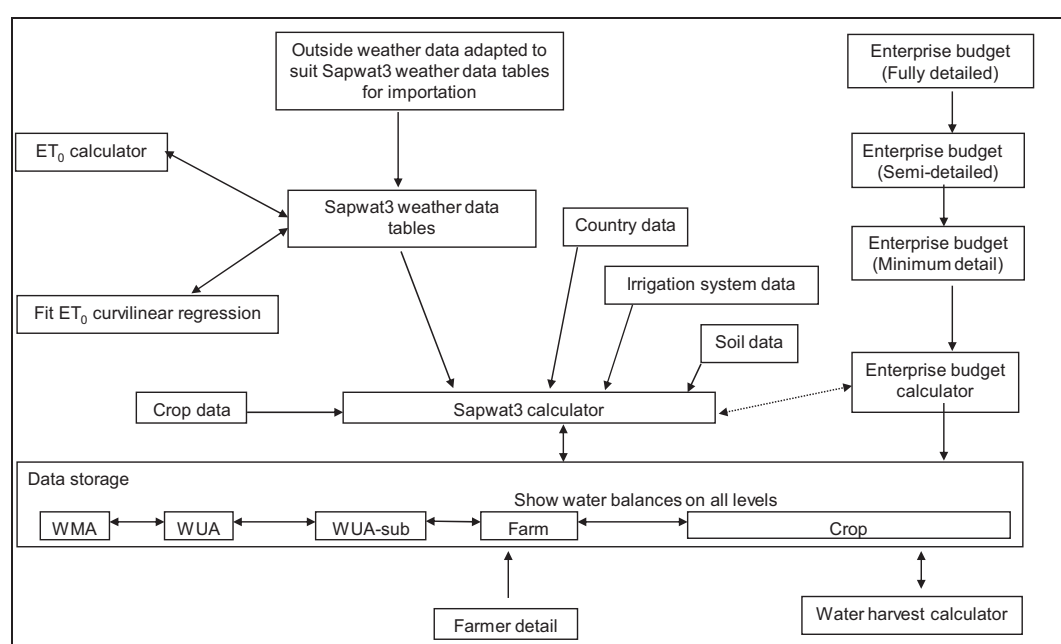 Outside weather data adapted to
suit Sapwat3 weather data tables
for importation
Enterprise budget
(Fully detailed)
ET₀ calculator
Enterprise budget
(Semi-detailed)
Sapwat3 weather data
tables
Country data
Enterprise budget
(Minimum detail)
Irrigation system data
Fit ET₀ curvilinear regression
Soil data
Enterprise budget
calculator
Crop data
Sapwat3 calculator
Data storage
Show water balances on all levels
WMA
WUA
WUA-sub
Farm
Crop
Farmer detail
Water harvest calculator